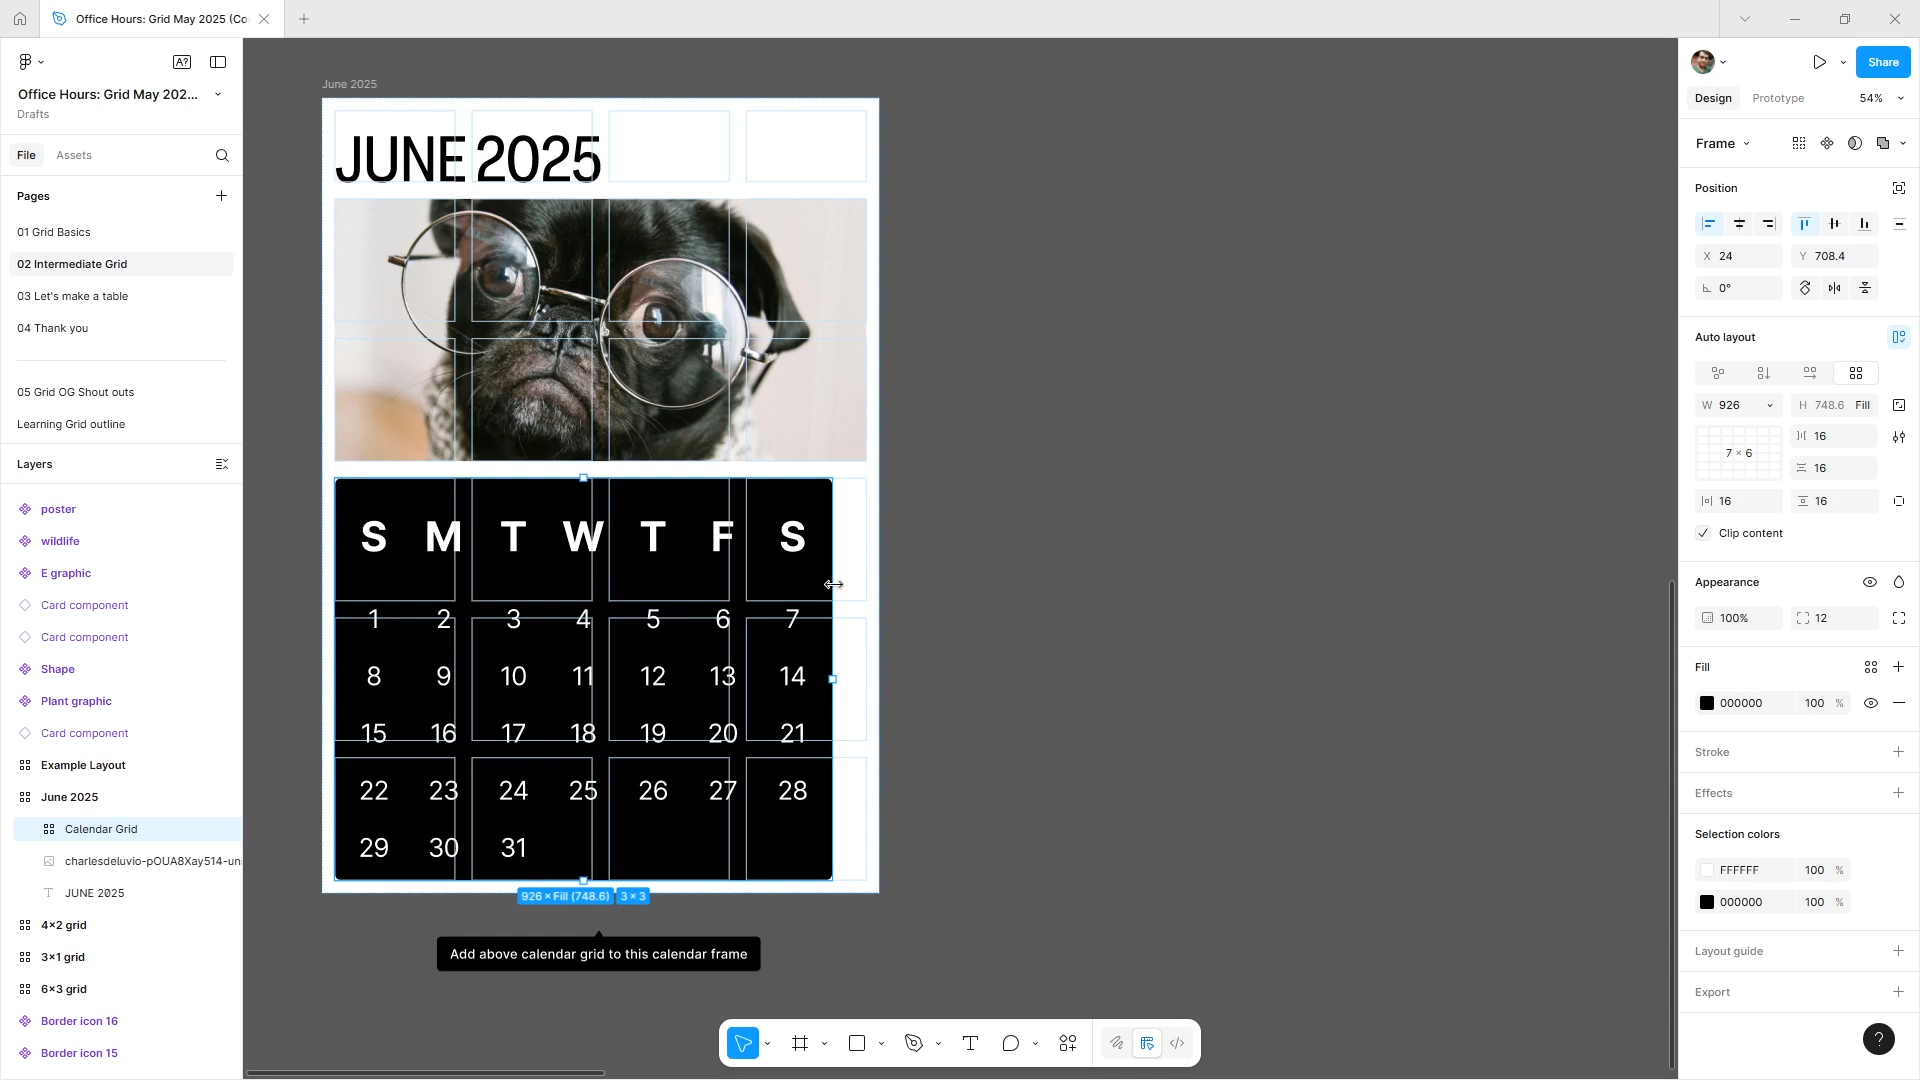 Office Hours: Grid May 2025 (Co
A?
Office Hours: Grid May 202...
Drafts
File
Assets
Pages
01 Grid Basics
02 Intermediate Grid
03 Let's make a table
04 Thank you
05 Grid OG Shout outs
Learning Grid outline
Layers
poster
wildlife
E graphic
Card component
Card component
Shape
Plant graphic
Card component
Example Layout
June 2025
Calendar Grid
charlesdeluvio-pOUA8Xay514-un
JUNE 2025
4×2 grid
3×1 grid
6×3 grid
Border icon 16
Border icon 15
June 2025
JUNE 2025
S M T W T F S
1 2 3 4 5 6 7
8 9 10 11 12 13 14
15 16 17 18 19 20 21
22 23 24 25 26 27 28
29 30 31
926 × Fill (748.6) 3 × 3
Add above calendar grid to this calendar frame
Share
Design
Prototype
54%
Frame
Position
X 24
Y 708.4
0°
Auto layout
W 926
H 748.6 Fill
7 × 6
16
16
16
16
Clip content
Appearance
100%
12
Fill
000000 100 %
Stroke
Effects
Selection colors
FFFFFF 100 %
000000 100 %
Layout guide
Export
?